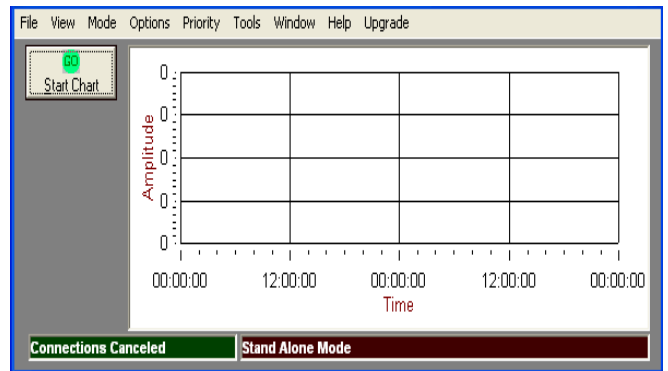 File View Mode Options Priority Tools Window Help Upgrade
GO
Start Chart
0
0
0
0
0
Amplitude
00:00:00 12:00:00 00:00:00 12:00:00 00:00:00
Time
Connections Canceled Stand Alone Mode